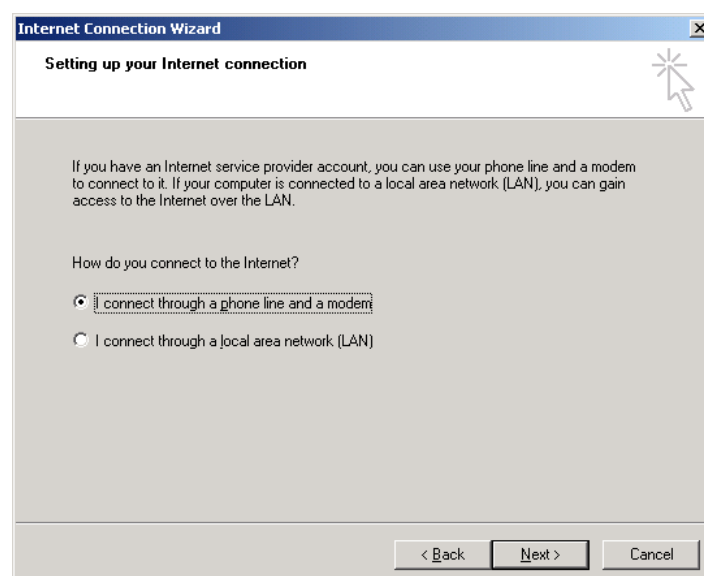 Internet Connection Wizard
Setting up your Internet connection
If you have an Internet service provider account, you can use your phone line and a modem
to connect to it. If your computer is connected to a local area network (LAN), you can gain
access to the Internet over the LAN.
How do you connect to the Internet?
I connect through a phone line and a modem
I connect through a local area network (LAN)
< Back Next > Cancel